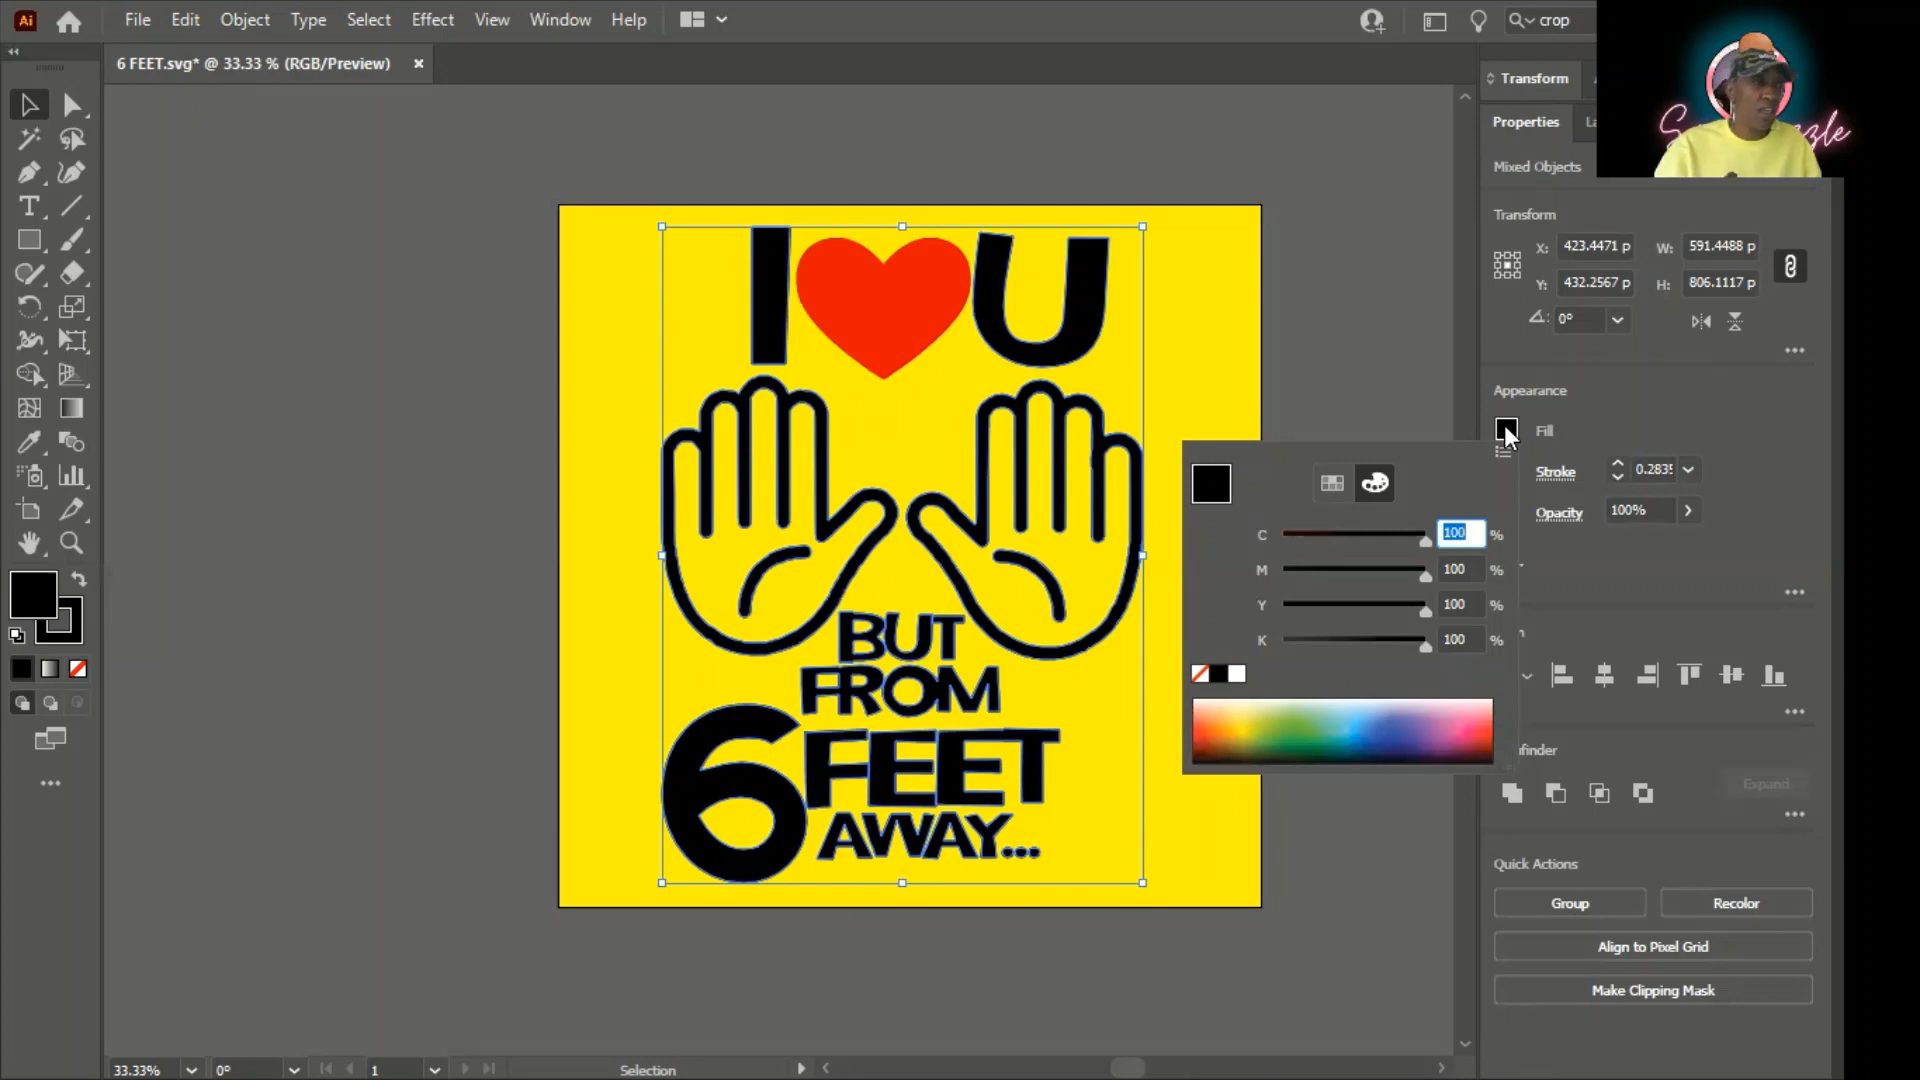 Ai File Edit Object Type Select Effect View Window Help crop
6 FEET.svg* @ 33.33 % (RGB/Preview) ×
Transform
Properties
Mixed Objects
Transform
X: 423.4471 p W: 591.4488 p
Y: 432.2567 p H: 806.1117 p
0°
Appearance
Fill
Stroke 0.2835
Opacity 100%
C 100 %
M 100 %
Y 100 %
K 100 %
finder
Expand
Quick Actions
Group Recolor
Align to Pixel Grid
Make Clipping Mask
I U
BUT
FROM
6 FEET
AWAY...
33.33% 0° 1 Selection